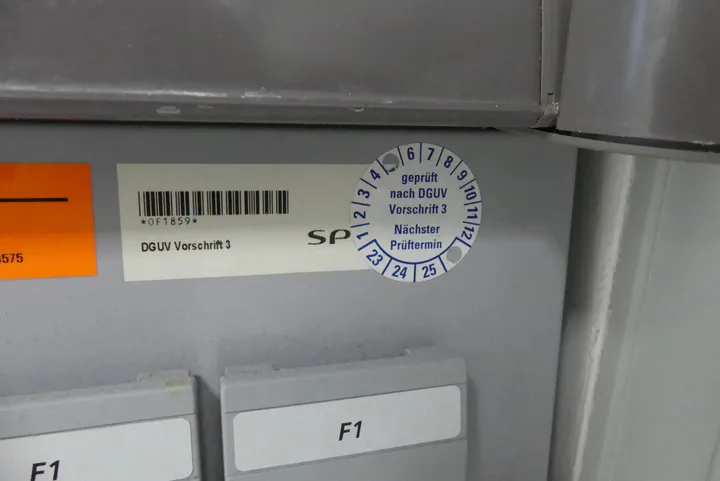 575
*0F1859*
DGUV Vorschrift 3
SP
1 2 3 4 6 7 8 9 10 11 12
geprüft
nach DGUV
Vorschrift 3
Nächster
Prüftermin
23 24 25
F1
F1